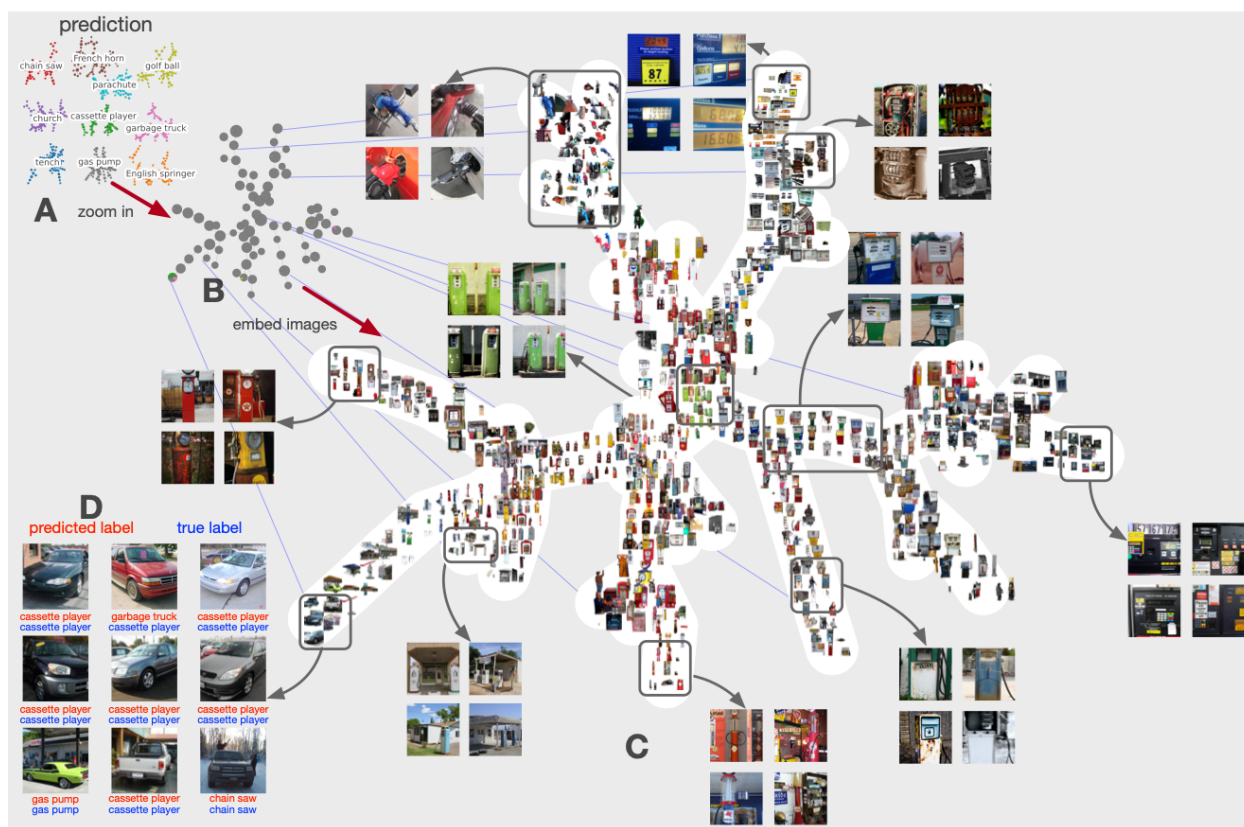 prediction
chain saw
French horn
golf ball
parachute
church
cassette player
garbage truck
tench
gas pump
English springer
A
zoom in
B
embed images
87
D
predicted label
true label
cassette player
cassette player
garbage truck
cassette player
cassette player
cassette player
cassette player
cassette player
cassette player
cassette player
cassette player
cassette player
gas pump
gas pump
cassette player
cassette player
chain saw
chain saw
C